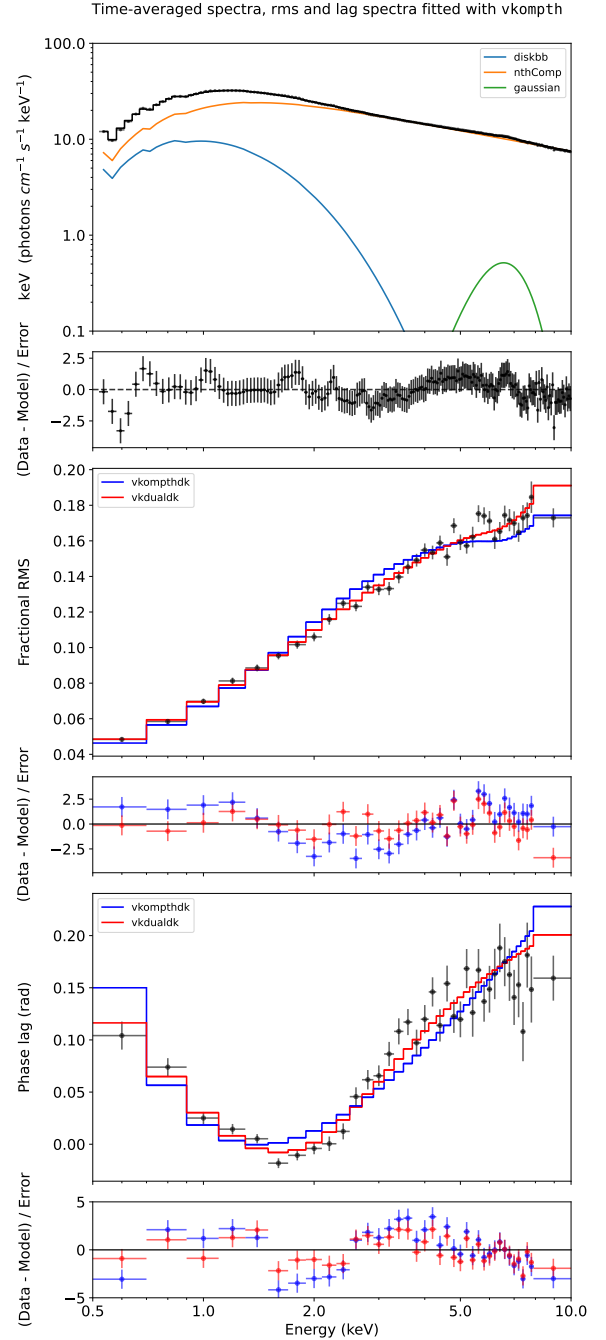 Time-averaged spectra, rms and lag spectra fitted with vkompth
100.0
10.0
1.0
0.1
keV (photons cm⁻¹ s⁻¹ keV⁻¹)
diskbb
nthComp
gaussian
2.5
0.0
−2.5
(Data - Model) / Error
0.20
0.18
0.16
0.14
0.12
0.10
0.08
0.06
0.04
Fractional RMS
vkompthdk
vkdualdk
2.5
0.0
−2.5
(Data - Model) / Error
0.20
0.15
0.10
0.05
0.00
Phase lag (rad)
vkompthdk
vkdualdk
5
0
−5
(Data - Model) / Error
0.5
1.0
2.0
5.0
10.0
Energy (keV)